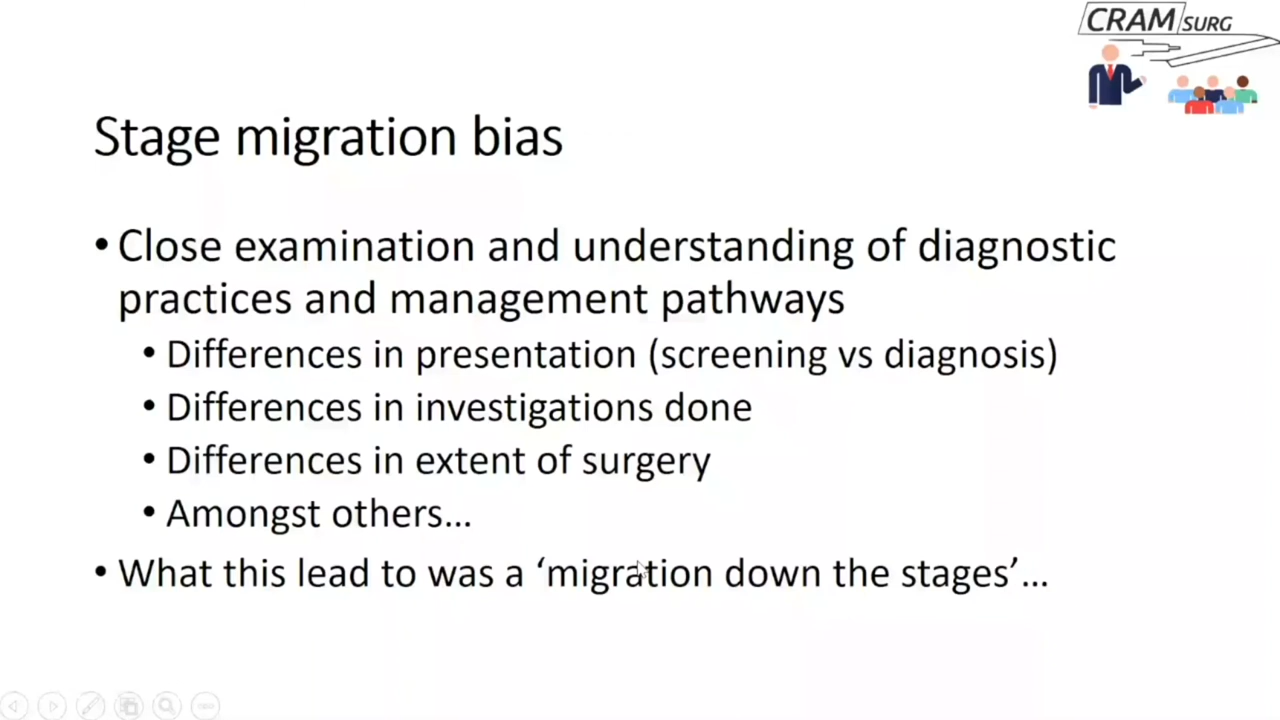 CRAM SURG
Stage migration bias
• Close examination and understanding of diagnostic
practices and management pathways
• Differences in presentation (screening vs diagnosis)
• Differences in investigations done
• Differences in extent of surgery
• Amongst others…
• What this lead to was a ‘migration down the stages’…